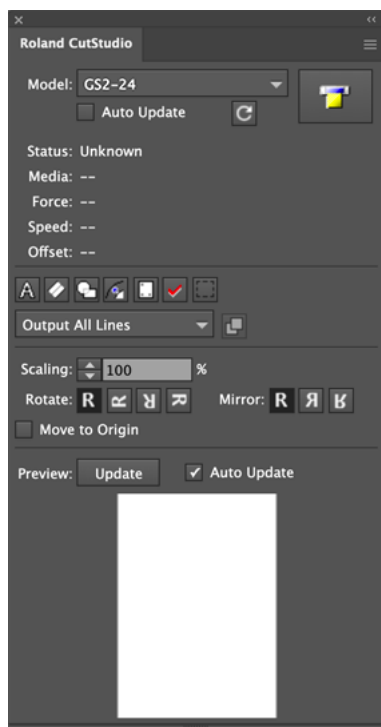 Roland CutStudio
Model: GS2-24
Auto Update
Status: Unknown
Media: --
Force: --
Speed: --
Offset: --
A
Output All Lines
Scaling: 100 %
Rotate: R R R R Mirror: R R R
Move to Origin
Preview: Update Auto Update